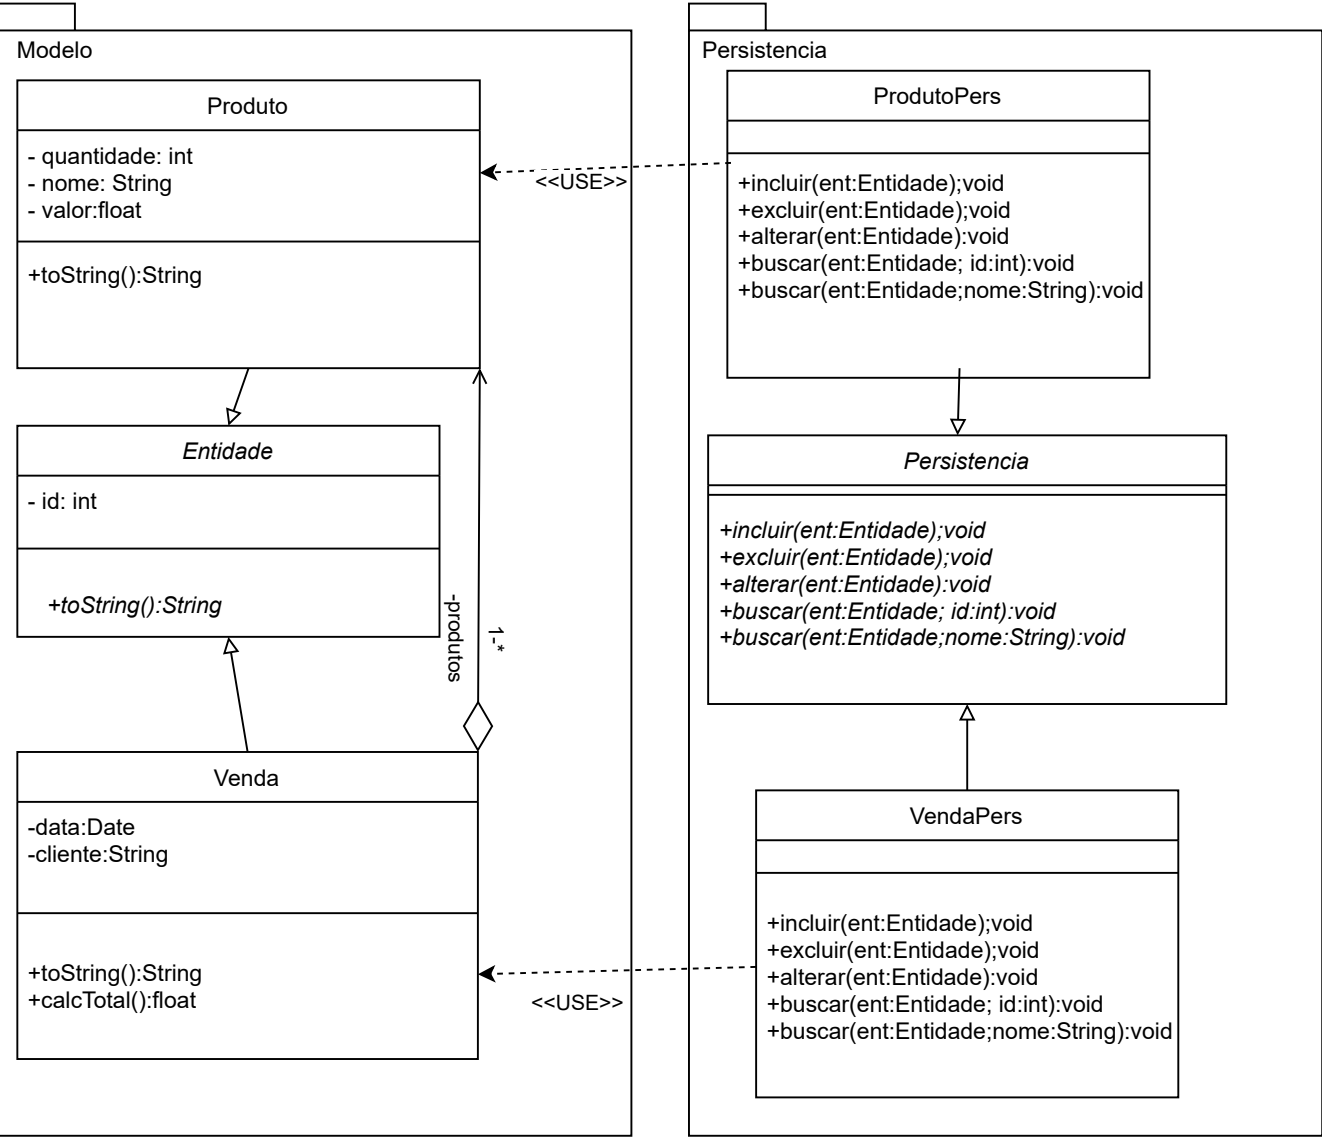 Modelo
Produto
- quantidade: int
- nome: String
- valor:float
+toString():String
<<USE>>
Entidade
- id: int
+toString():String
-produtos
1-*
Venda
-data:Date
-cliente:String
+toString():String
+calcTotal():float
<<USE>>
Persistencia
ProdutoPers
+incluir(ent:Entidade);void
+excluir(ent:Entidade);void
+alterar(ent:Entidade):void
+buscar(ent:Entidade; id:int):void
+buscar(ent:Entidade;nome:String):void
Persistencia
+incluir(ent:Entidade);void
+excluir(ent:Entidade);void
+alterar(ent:Entidade):void
+buscar(ent:Entidade; id:int):void
+buscar(ent:Entidade;nome:String):void
VendaPers
+incluir(ent:Entidade);void
+excluir(ent:Entidade);void
+alterar(ent:Entidade):void
+buscar(ent:Entidade; id:int):void
+buscar(ent:Entidade;nome:String):void